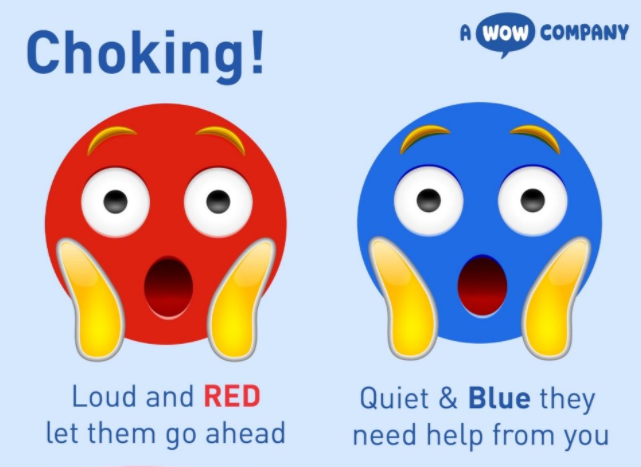 Choking!
A WOW COMPANY
Loud and RED
let them go ahead
Quiet & Blue they
need help from you